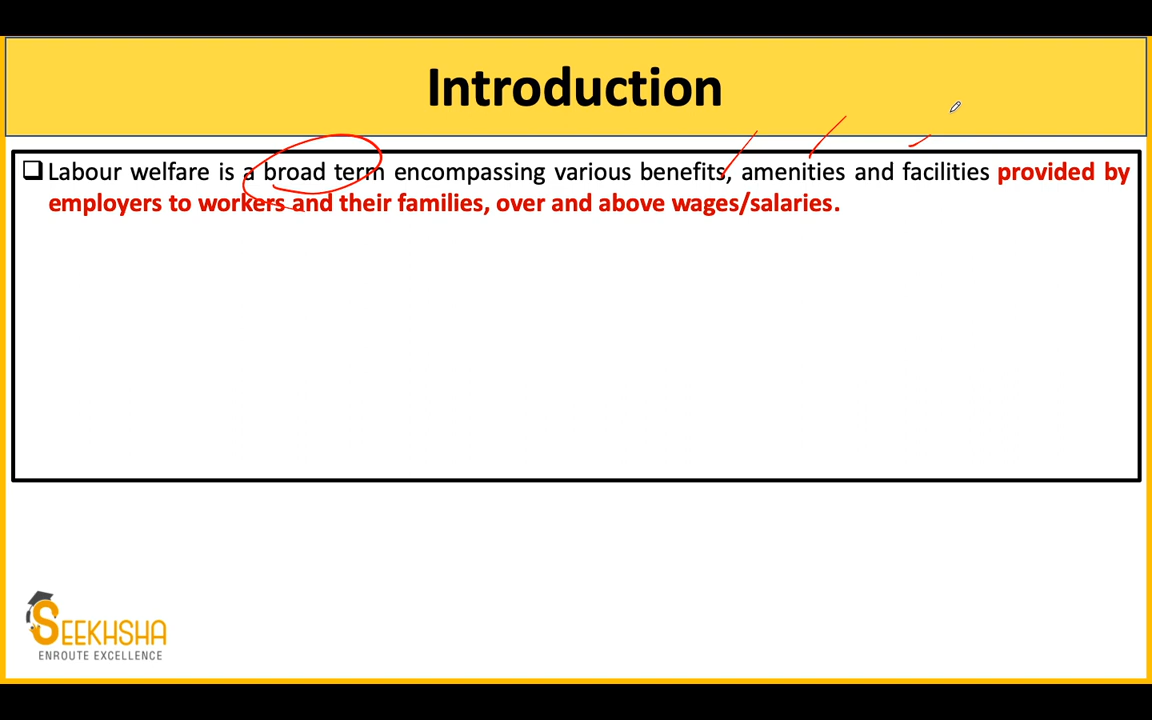 Introduction
Labour welfare is a broad term encompassing various benefits, amenities and facilities provided by
employers to workers and their families, over and above wages/salaries.
SEEKHSHA
ENROUTE EXCELLENCE